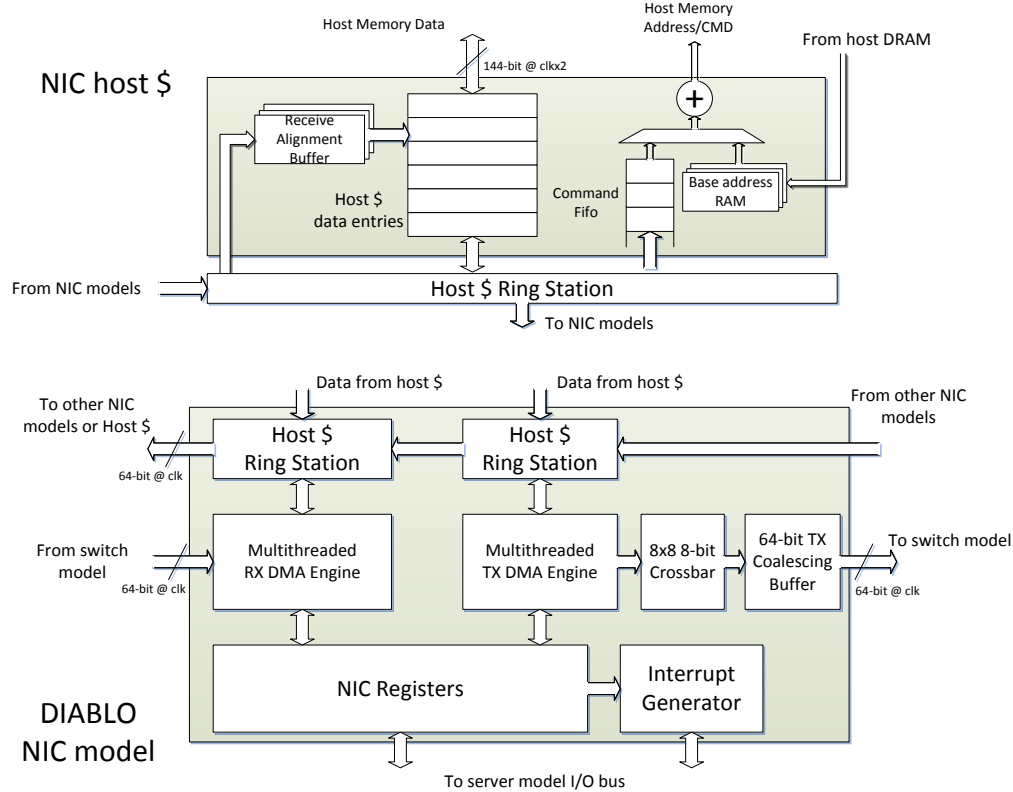 Host Memory Data
Host Memory
Address/CMD
From host DRAM
144-bit @ clkx2
NIC host $
Receive
Alignment
Buffer
Host $
data entries
Command
Fifo
Base address
RAM
From NIC models
Host $ Ring Station
To NIC models
Data from host $
Data from host $
To other NIC
models or Host $
From other NIC
models
Host $
Ring Station
Host $
Ring Station
64-bit @ clk
From switch
model
64-bit @ clk
Multithreaded
RX DMA Engine
Multithreaded
TX DMA Engine
8x8 8-bit
Crossbar
64-bit TX
Coalescing
Buffer
To switch model
64-bit @ clk
NIC Registers
Interrupt
Generator
DIABLO
NIC model
To server model I/O bus